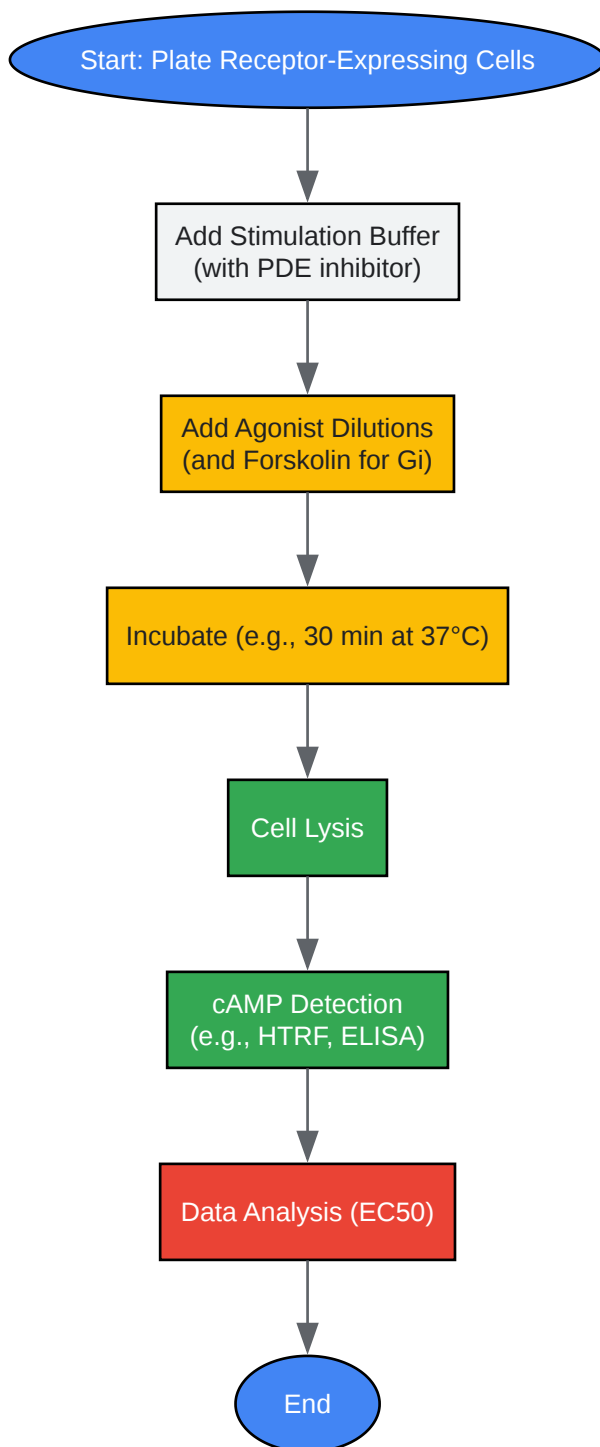 Start: Plate Receptor-Expressing Cells
Add Stimulation Buffer
(with PDE inhibitor)
Add Agonist Dilutions
(and Forskolin for Gi)
Incubate (e.g., 30 min at 37°C)
Cell Lysis
cAMP Detection
(e.g., HTRF, ELISA)
Data Analysis (EC50)
End